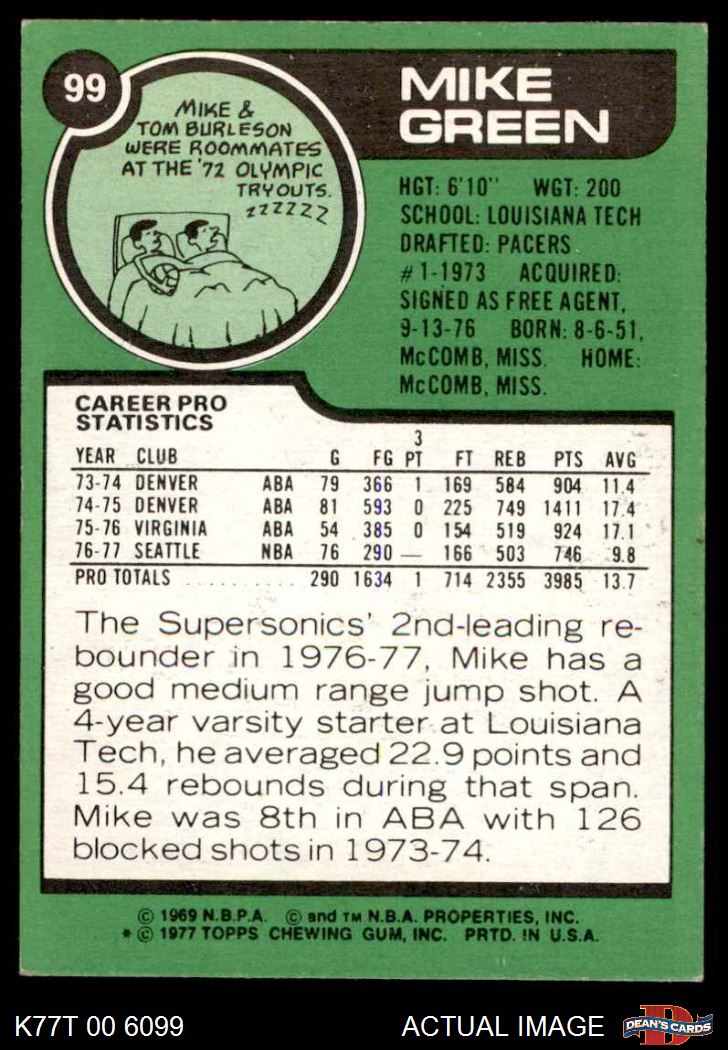 99
MIKE
GREEN
MIKE &
TOM BURLESON
WERE ROOMMATES
AT THE '72 OLYMPIC
TRYOUTS.
ZZZZZZ
HGT: 6'10" WGT: 200
SCHOOL: LOUISIANA TECH
DRAFTED: PACERS
#1-1973 ACQUIRED:
SIGNED AS FREE AGENT,
9-13-76 BORN: 8-6-51,
McCOMB, MISS. HOME:
McCOMB, MISS.
CAREER PRO
STATISTICS
YEAR CLUB G FG 3 PT FT REB PTS AVG
73-74 DENVER ABA 79 366 1 169 584 904 11.4
74-75 DENVER ABA 81 593 0 225 749 1411 17.4
75-76 VIRGINIA ABA 54 385 0 154 519 924 17.1
76-77 SEATTLE NBA 76 290 — 166 503 746 9.8
PRO TOTALS . . . . . . . . . . 290 1634 1 714 2355 3985 13.7
The Supersonics' 2nd-leading re-
bounder in 1976-77, Mike has a
good medium range jump shot. A
4-year varsity starter at Louisiana
Tech, he averaged 22.9 points and
15.4 rebounds during that span.
Mike was 8th in ABA with 126
blocked shots in 1973-74.
© 1969 N.B.P.A. © and TM N.B.A. PROPERTIES, INC.
* © 1977 TOPPS CHEWING GUM, INC. PRTD. IN U.S.A.
K77T 00 6099 ACTUAL IMAGE D DEAN'S CARDS